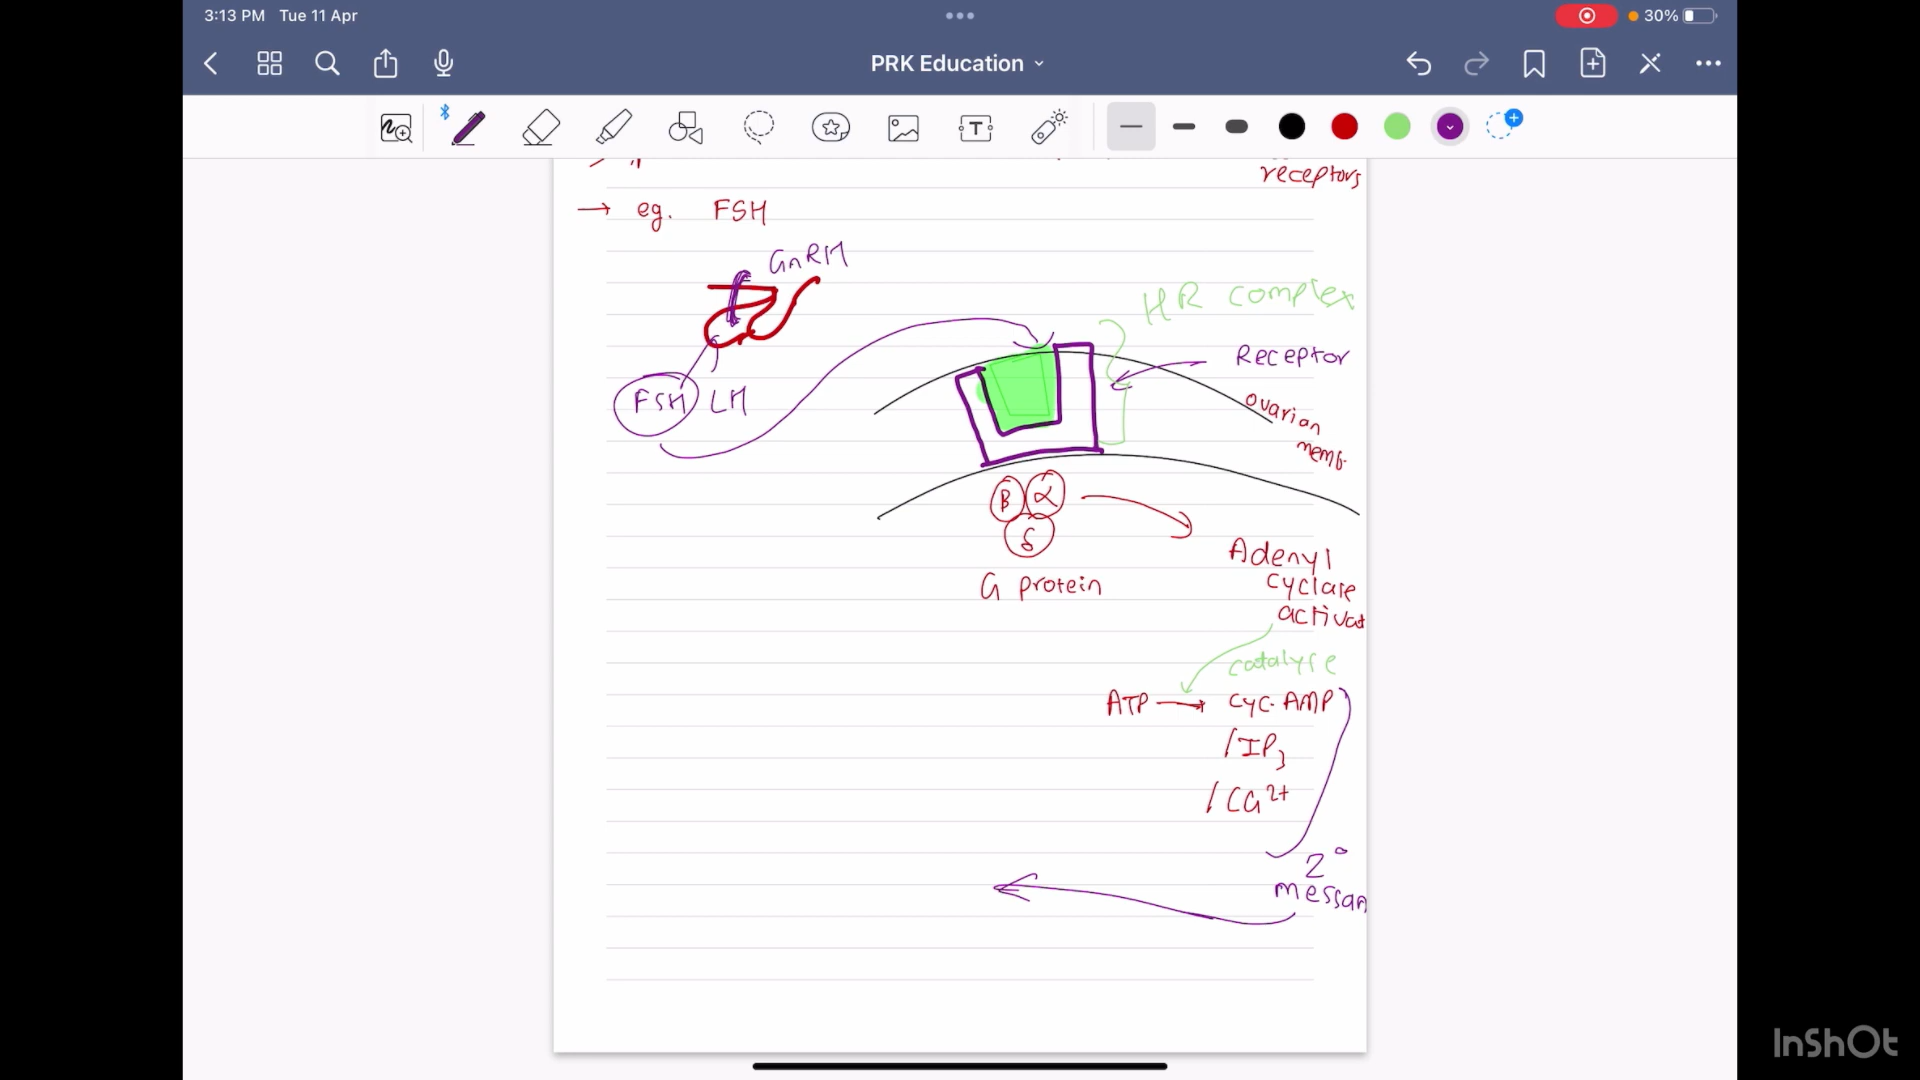 3:13 PM Tue 11 Apr
30%
PRK Education
T
receptors
→ eg. FSH
GnRH
HR complex
Receptor
FSH LH
ovarian
memb.
β α
δ
G protein
Adenyl
cyclase
activat
catalyse
ATP → cyc. AMP
/IP3
/Ca2+
2°
messan
InShOt